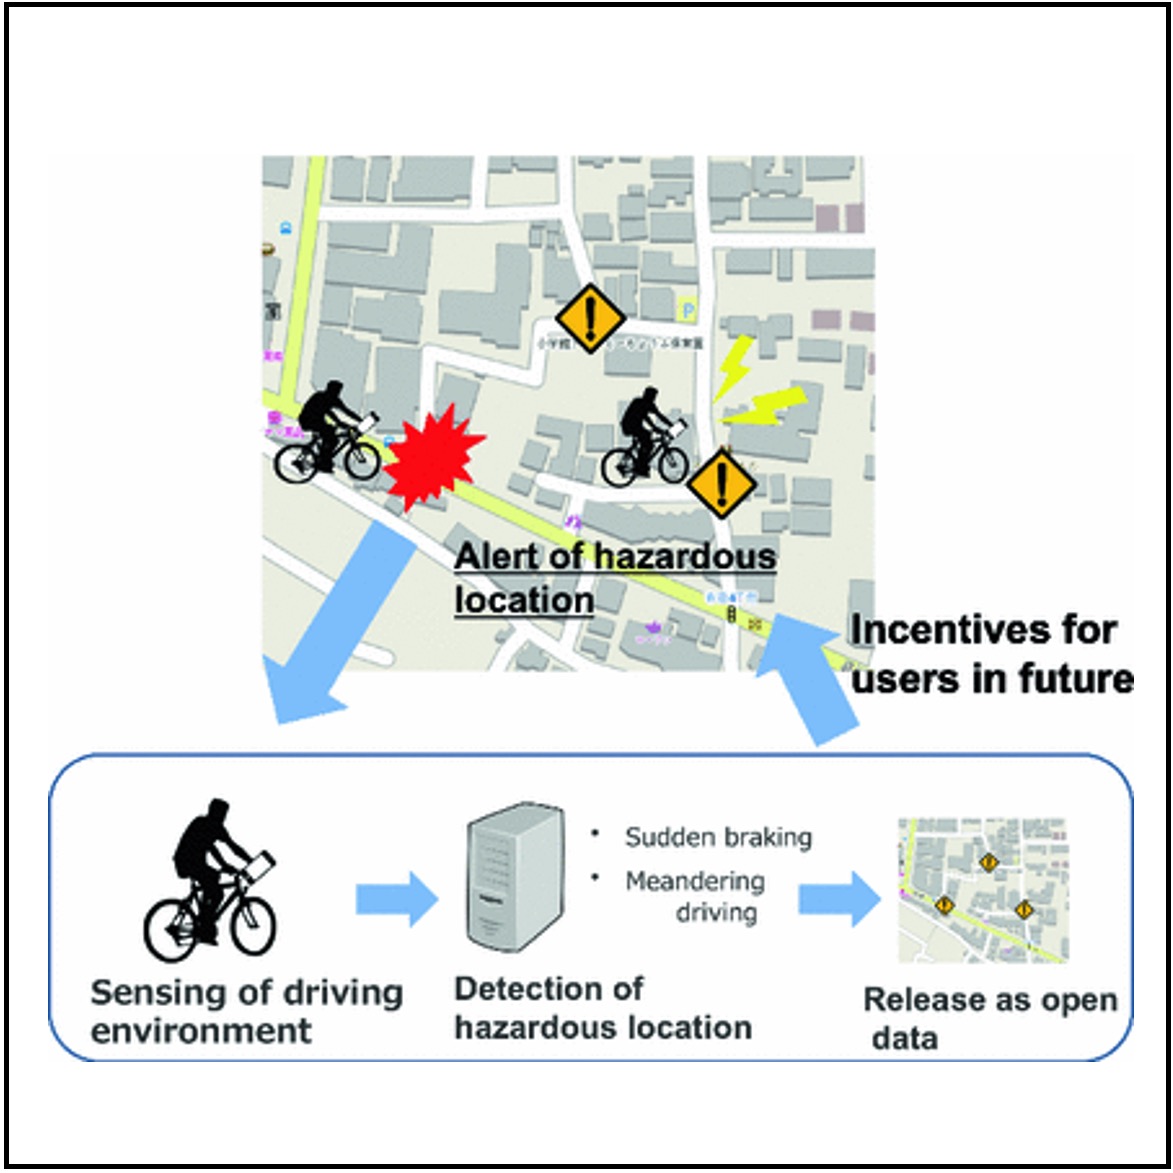 P
Alert of hazardous
location
Incentives for
users in future
• Sudden braking
• Meandering
driving
Sensing of driving
environment
Detection of
hazardous location
Release as open
data